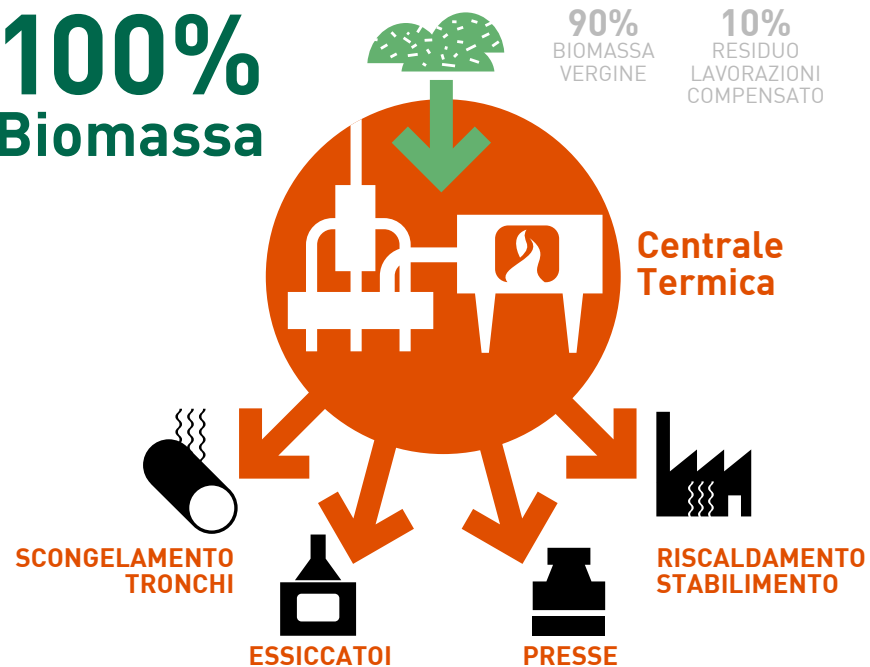 100%
Biomassa
90%
BIOMASSA
VERGINE
10%
RESIDUO
LAVORAZIONI
COMPENSATO
Centrale
Termica
SCONGELAMENTO
TRONCHI
ESSICCATOI
PRESSE
RISCALDAMENTO
STABILIMENTO